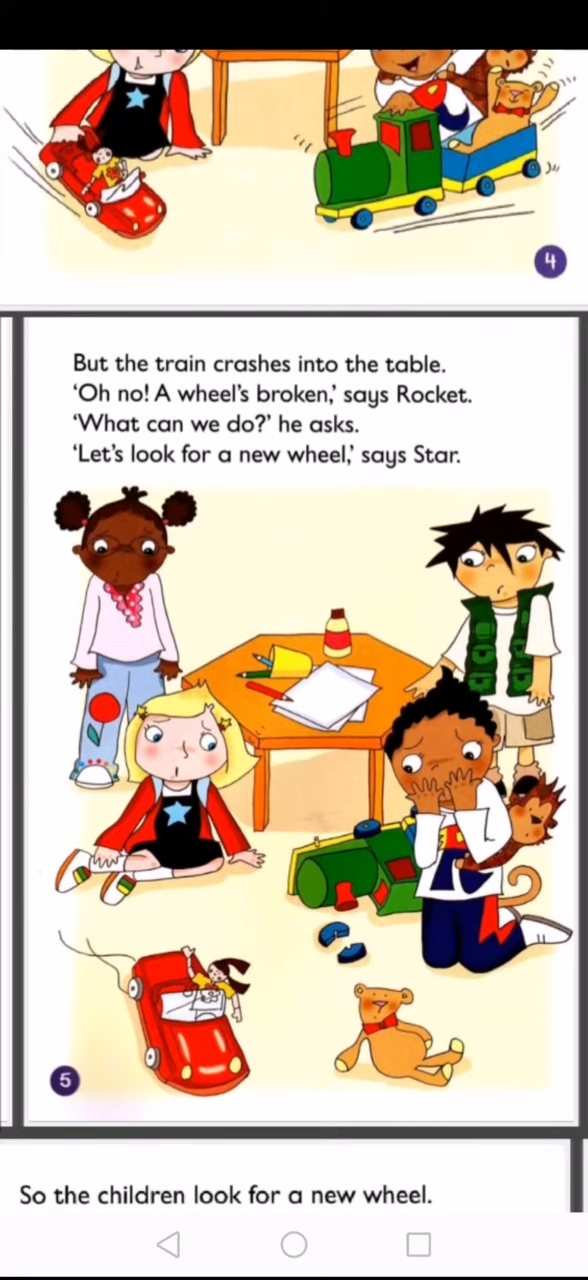 4
But the train crashes into the table.
‘Oh no! A wheel’s broken,’ says Rocket.
‘What can we do?’ he asks.
‘Let’s look for a new wheel,’ says Star.
5
So the children look for a new wheel.